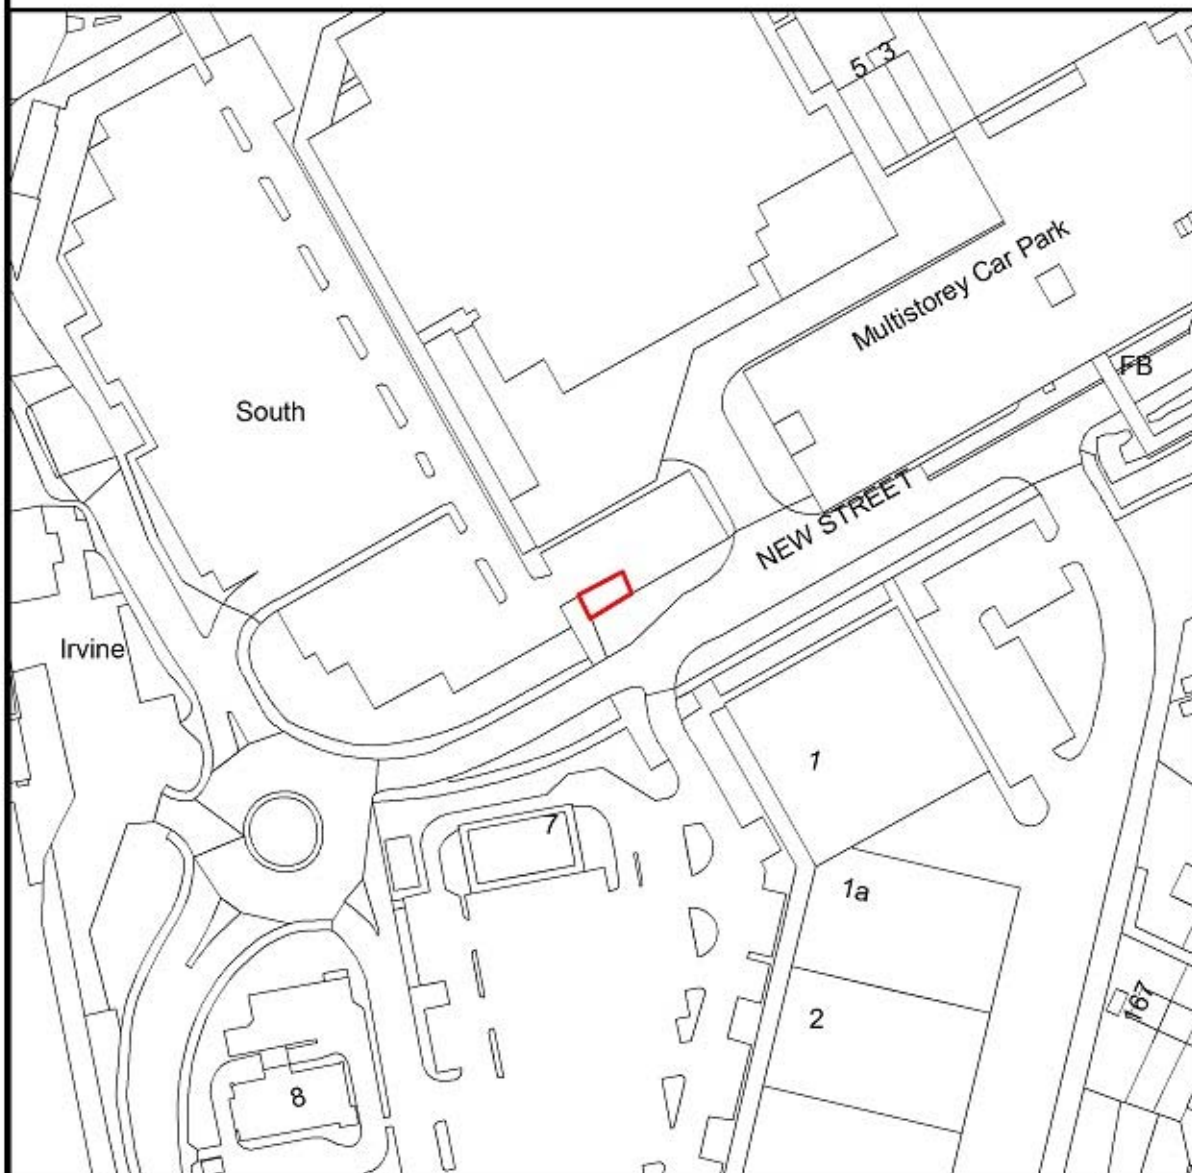 5 3
Multistorey Car Park
FB
South
NEW STREET
Irvine
1
7
1a
167
2
8